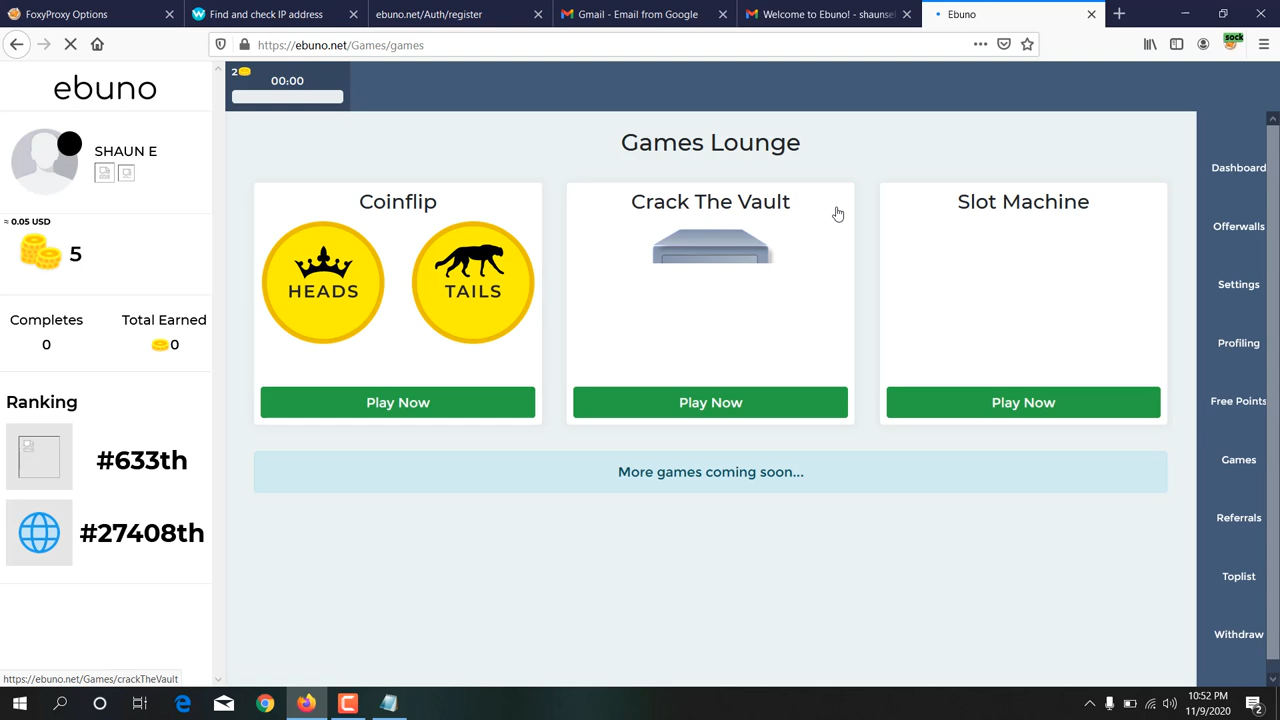 FoxyProxy Options
Find and check IP address
ebuno.net/Auth/register
Gmail - Email from Google
Welcome to Ebuno! - shaunse
Ebuno
https://ebuno.net/Games/games
sock
ebuno
SHAUN E
≈ 0.05 USD
5
Completes
Total Earned
0
0
Ranking
#633th
#27408th
2
00:00
Games Lounge
Coinflip
HEADS
TAILS
Play Now
Crack The Vault
Play Now
Slot Machine
Play Now
More games coming soon...
Dashboard
Offerwalls
Settings
Profiling
Free Points
Games
Referrals
Toplist
Withdraw
https://ebuno.net/Games/crackTheVault
10:52 PM
11/9/2020
2